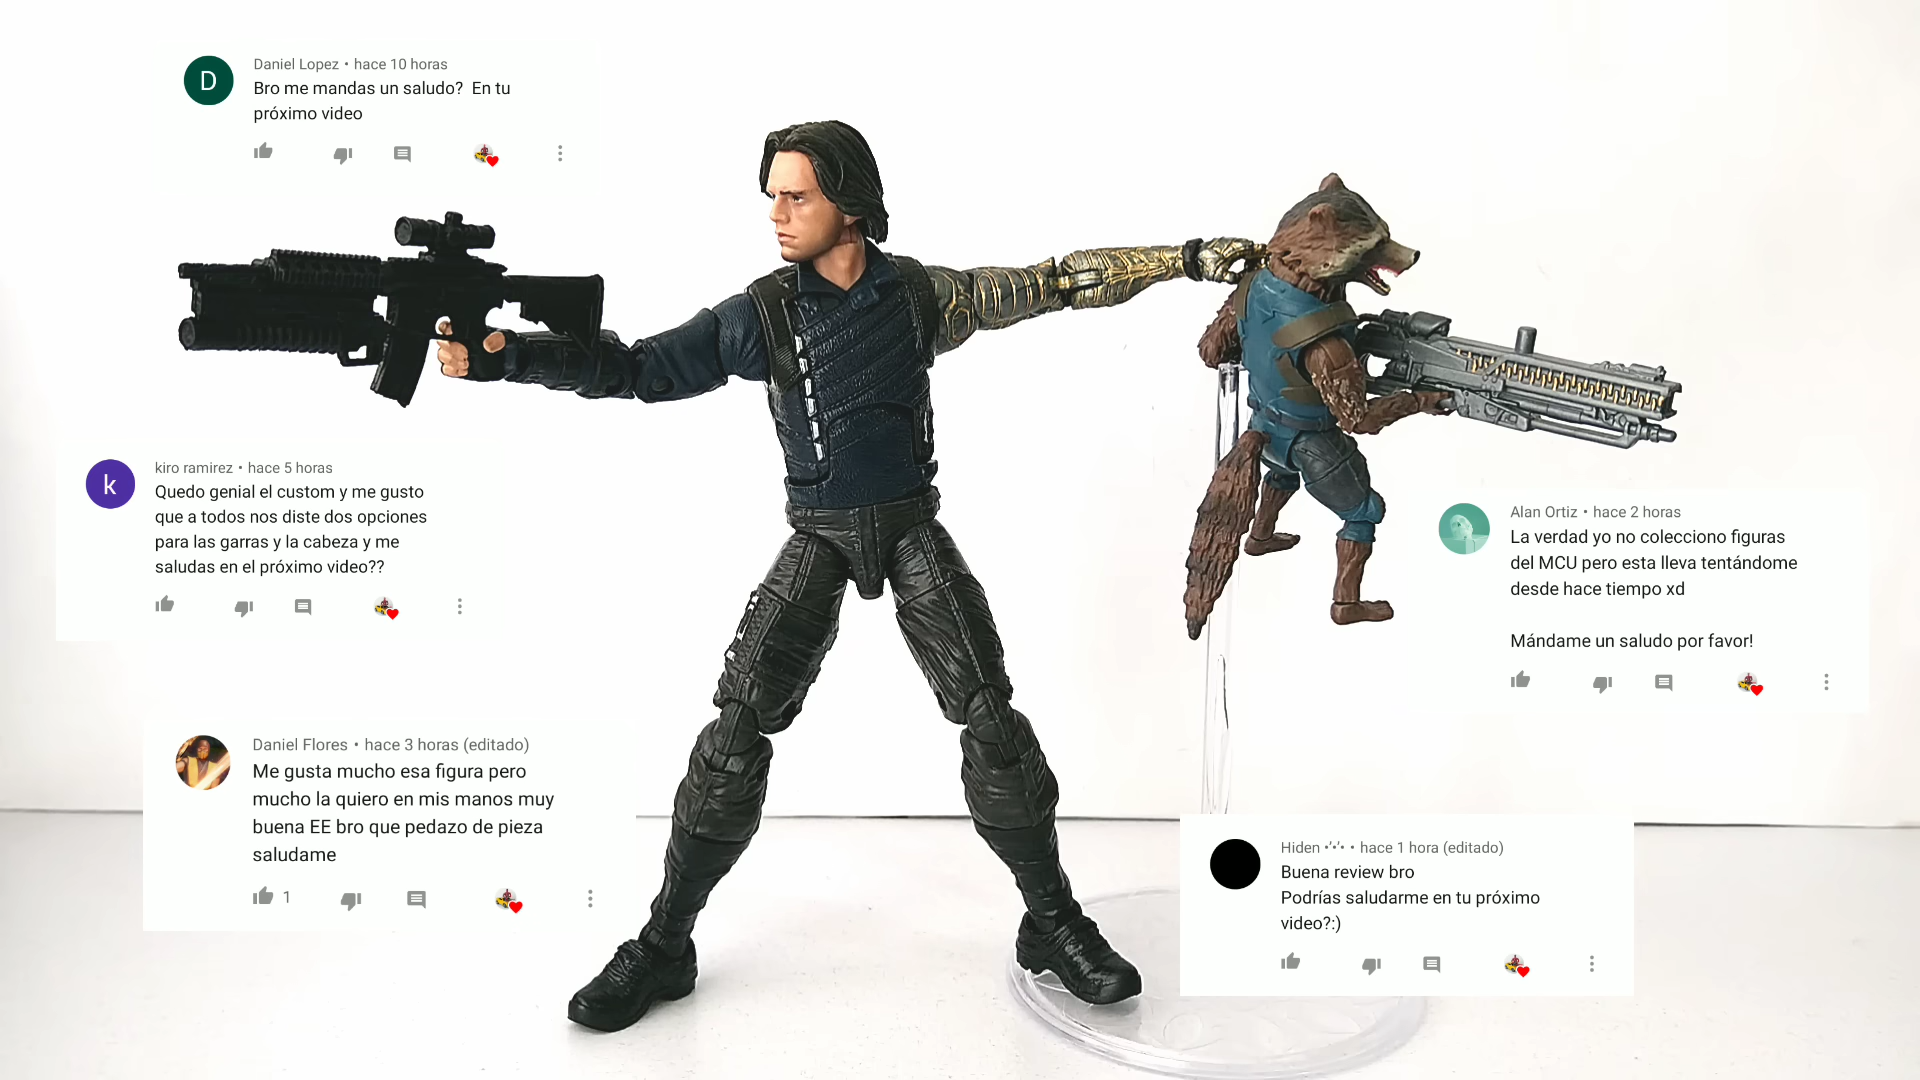 D
Daniel Lopez • hace 10 horas
Bro me mandas un saludo? En tu
próximo video
k
kiro ramirez • hace 5 horas
Quedo genial el custom y me gusto
que a todos nos diste dos opciones
para las garras y la cabeza y me
saludas en el próximo video??
Alan Ortiz • hace 2 horas
La verdad yo no colecciono figuras
del MCU pero esta lleva tentándome
desde hace tiempo xd
Mándame un saludo por favor!
Daniel Flores • hace 3 horas (editado)
Me gusta mucho esa figura pero
mucho la quiero en mis manos muy
buena EE bro que pedazo de pieza
saludame
1
Hiden •′•′• • hace 1 hora (editado)
Buena review bro
Podrías saludarme en tu próximo
video?:)